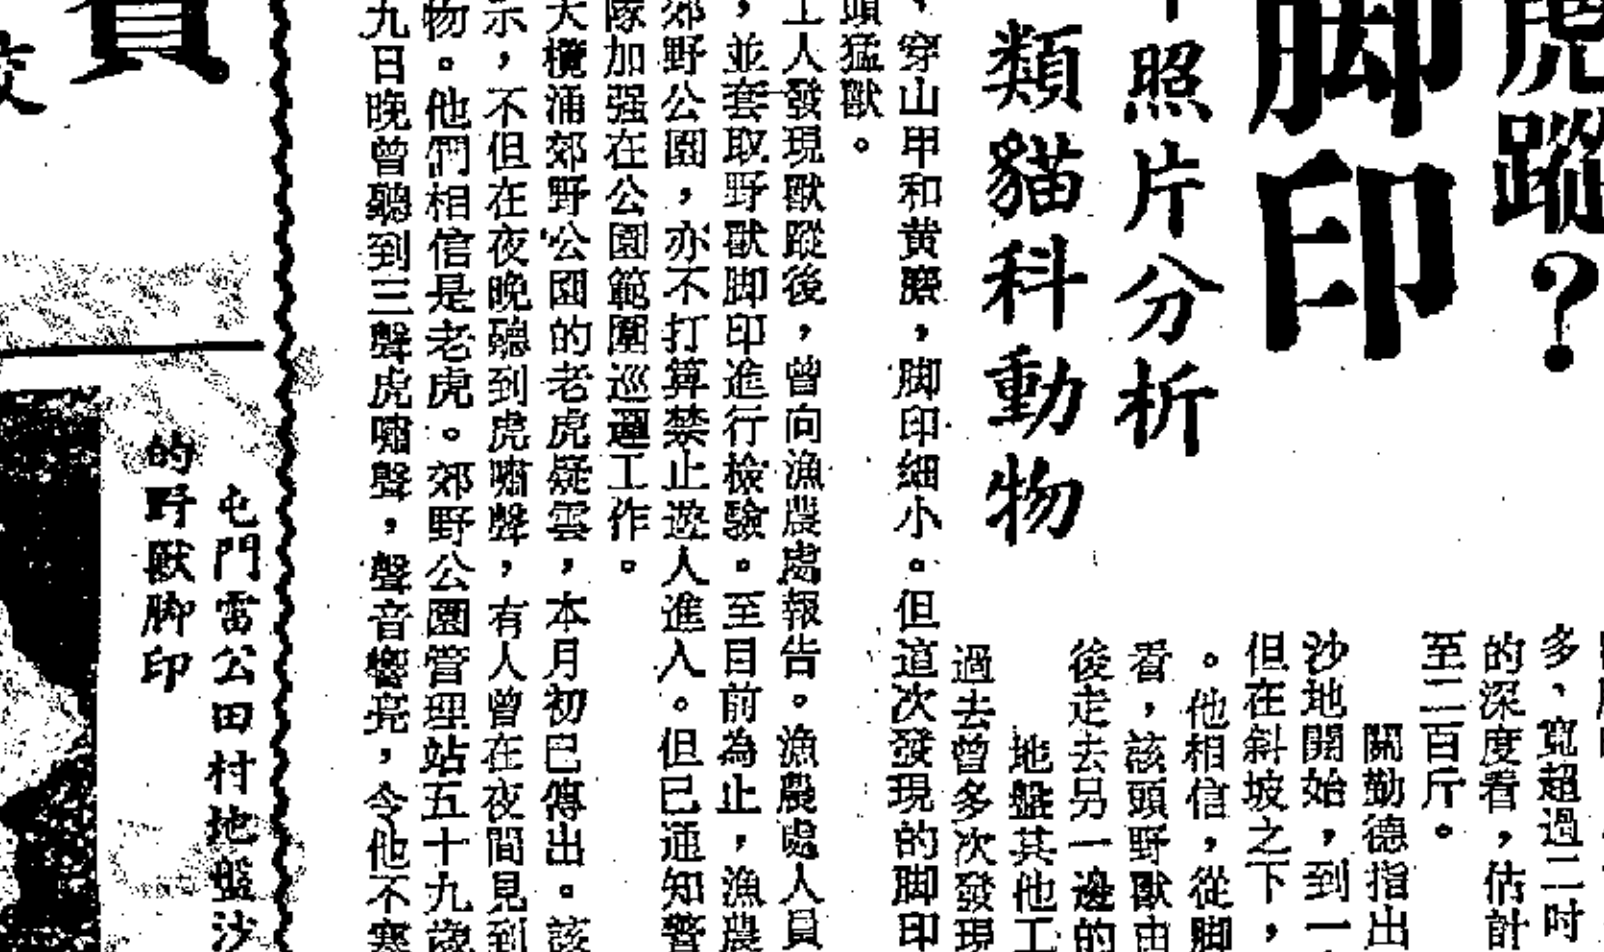 虎蹤?
脚印
照片分析
類貓科動物
多,寬超過二吋
的深度看,估計
至二百斤。
關勤德指出
沙地開始,到一
但在斜坡之下,
。他相信,從脚
看,該頭野獸由
後走去另一邊的
地盤其他工
過去曾多次發現
、穿山甲和黄麖,脚印細小。但這次發現的脚印
頭猛獸。
工人發現獸蹤後,曾向漁農處報告。漁農處人員
,並套取野獸脚印進行檢驗。至目前為止,漁農
郊野公園,亦不打算禁止遊人進入。但已通知警
隊加强在公園範圍巡邏工作。
大欖涌郊野公園的老虎疑雲,本月初已傳出。該
示,不但在夜晚聽到虎嘯聲,有人曾在夜間見到
物。他們相信是老虎。郊野公園管理站五十九歲
九日晚曾聽到三聲虎嘯聲,聲音響亮,令他不寒
屯門雷公田村地盤沙
的野獸脚印